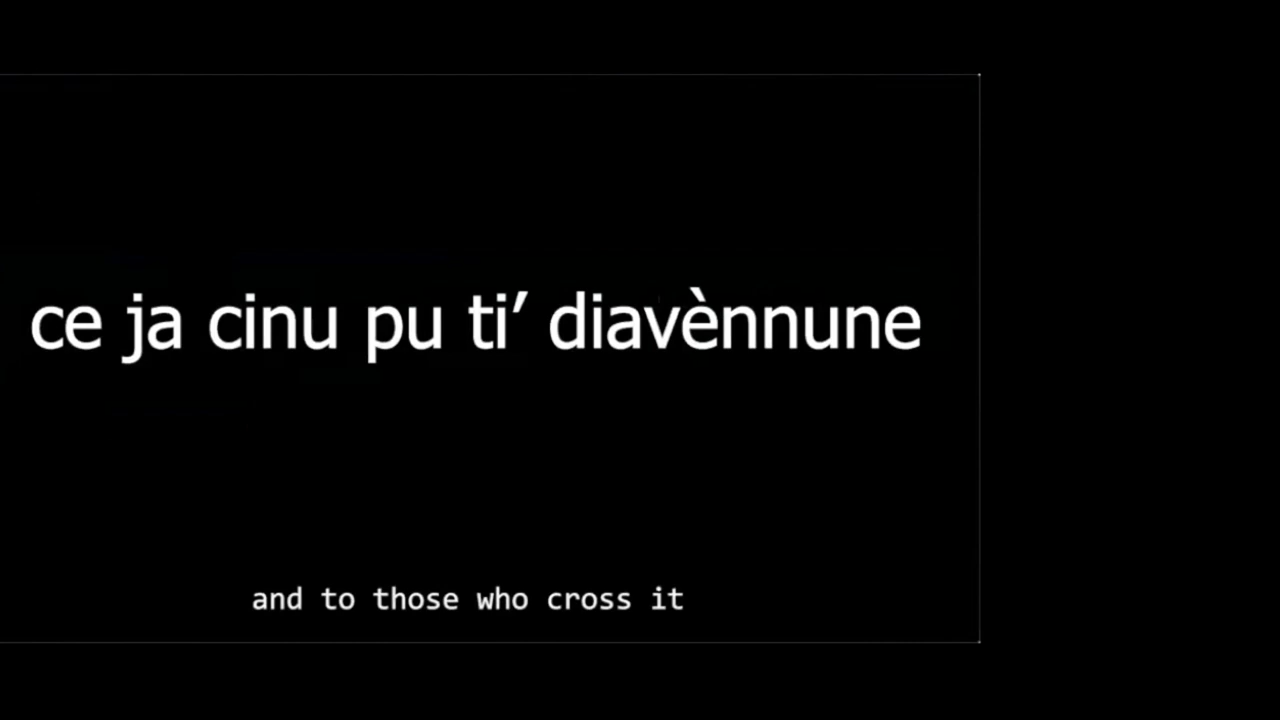 ce ja cinu pu ti’ diavènnune
and to those who cross it